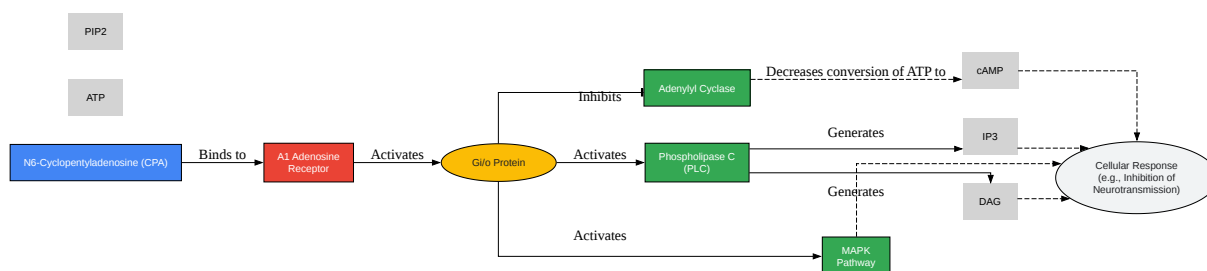 PIP2
ATP
N6-Cyclopentyladenosine (CPA)
Binds to
A1 Adenosine
Receptor
Activates
Gi/o Protein
Inhibits
Adenylyl Cyclase
Decreases conversion of ATP to
cAMP
Activates
Phospholipase C
(PLC)
Generates
IP3
Generates
DAG
Activates
MAPK
Pathway
Cellular Response
(e.g., Inhibition of
Neurotransmission)